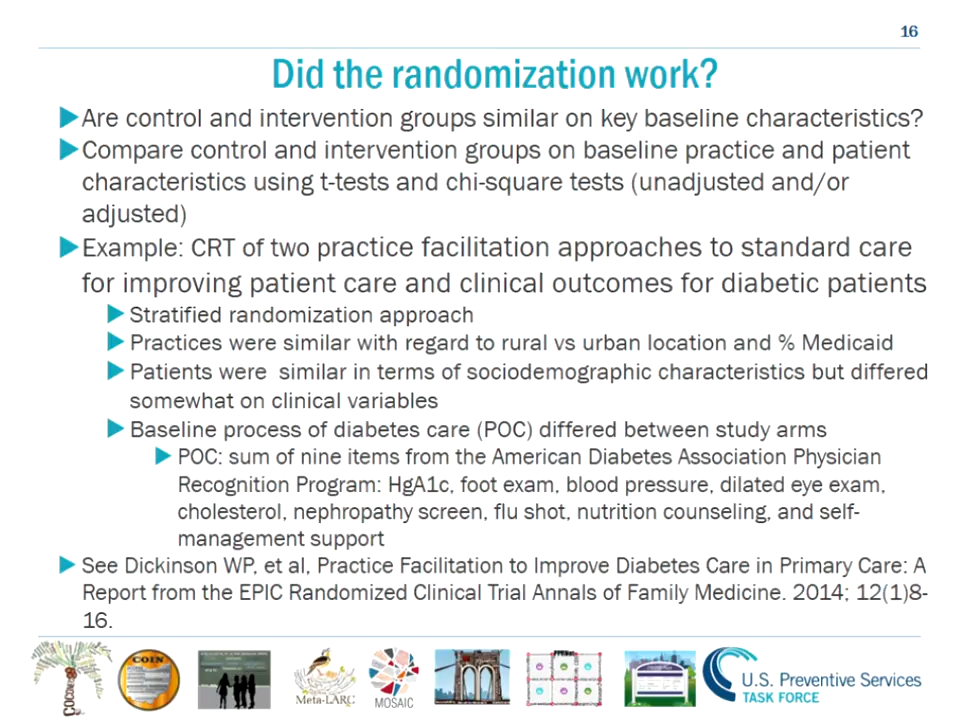 16
Did the randomization work?
Are control and intervention groups similar on key baseline characteristics?
Compare control and intervention groups on baseline practice and patient
characteristics using t-tests and chi-square tests (unadjusted and/or
adjusted)
Example: CRT of two practice facilitation approaches to standard care
for improving patient care and clinical outcomes for diabetic patients
Stratified randomization approach
Practices were similar with regard to rural vs urban location and % Medicaid
Patients were similar in terms of sociodemographic characteristics but differed
somewhat on clinical variables
Baseline process of diabetes care (POC) differed between study arms
POC: sum of nine items from the American Diabetes Association Physician
Recognition Program: HgA1c, foot exam, blood pressure, dilated eye exam,
cholesterol, nephropathy screen, flu shot, nutrition counseling, and self-
management support
See Dickinson WP, et al, Practice Facilitation to Improve Diabetes Care in Primary Care: A
Report from the EPIC Randomized Clinical Trial Annals of Family Medicine. 2014; 12(1)8-
16.
COIN
Meta-LARC
MOSAIC
U.S. Preventive Services
TASK FORCE